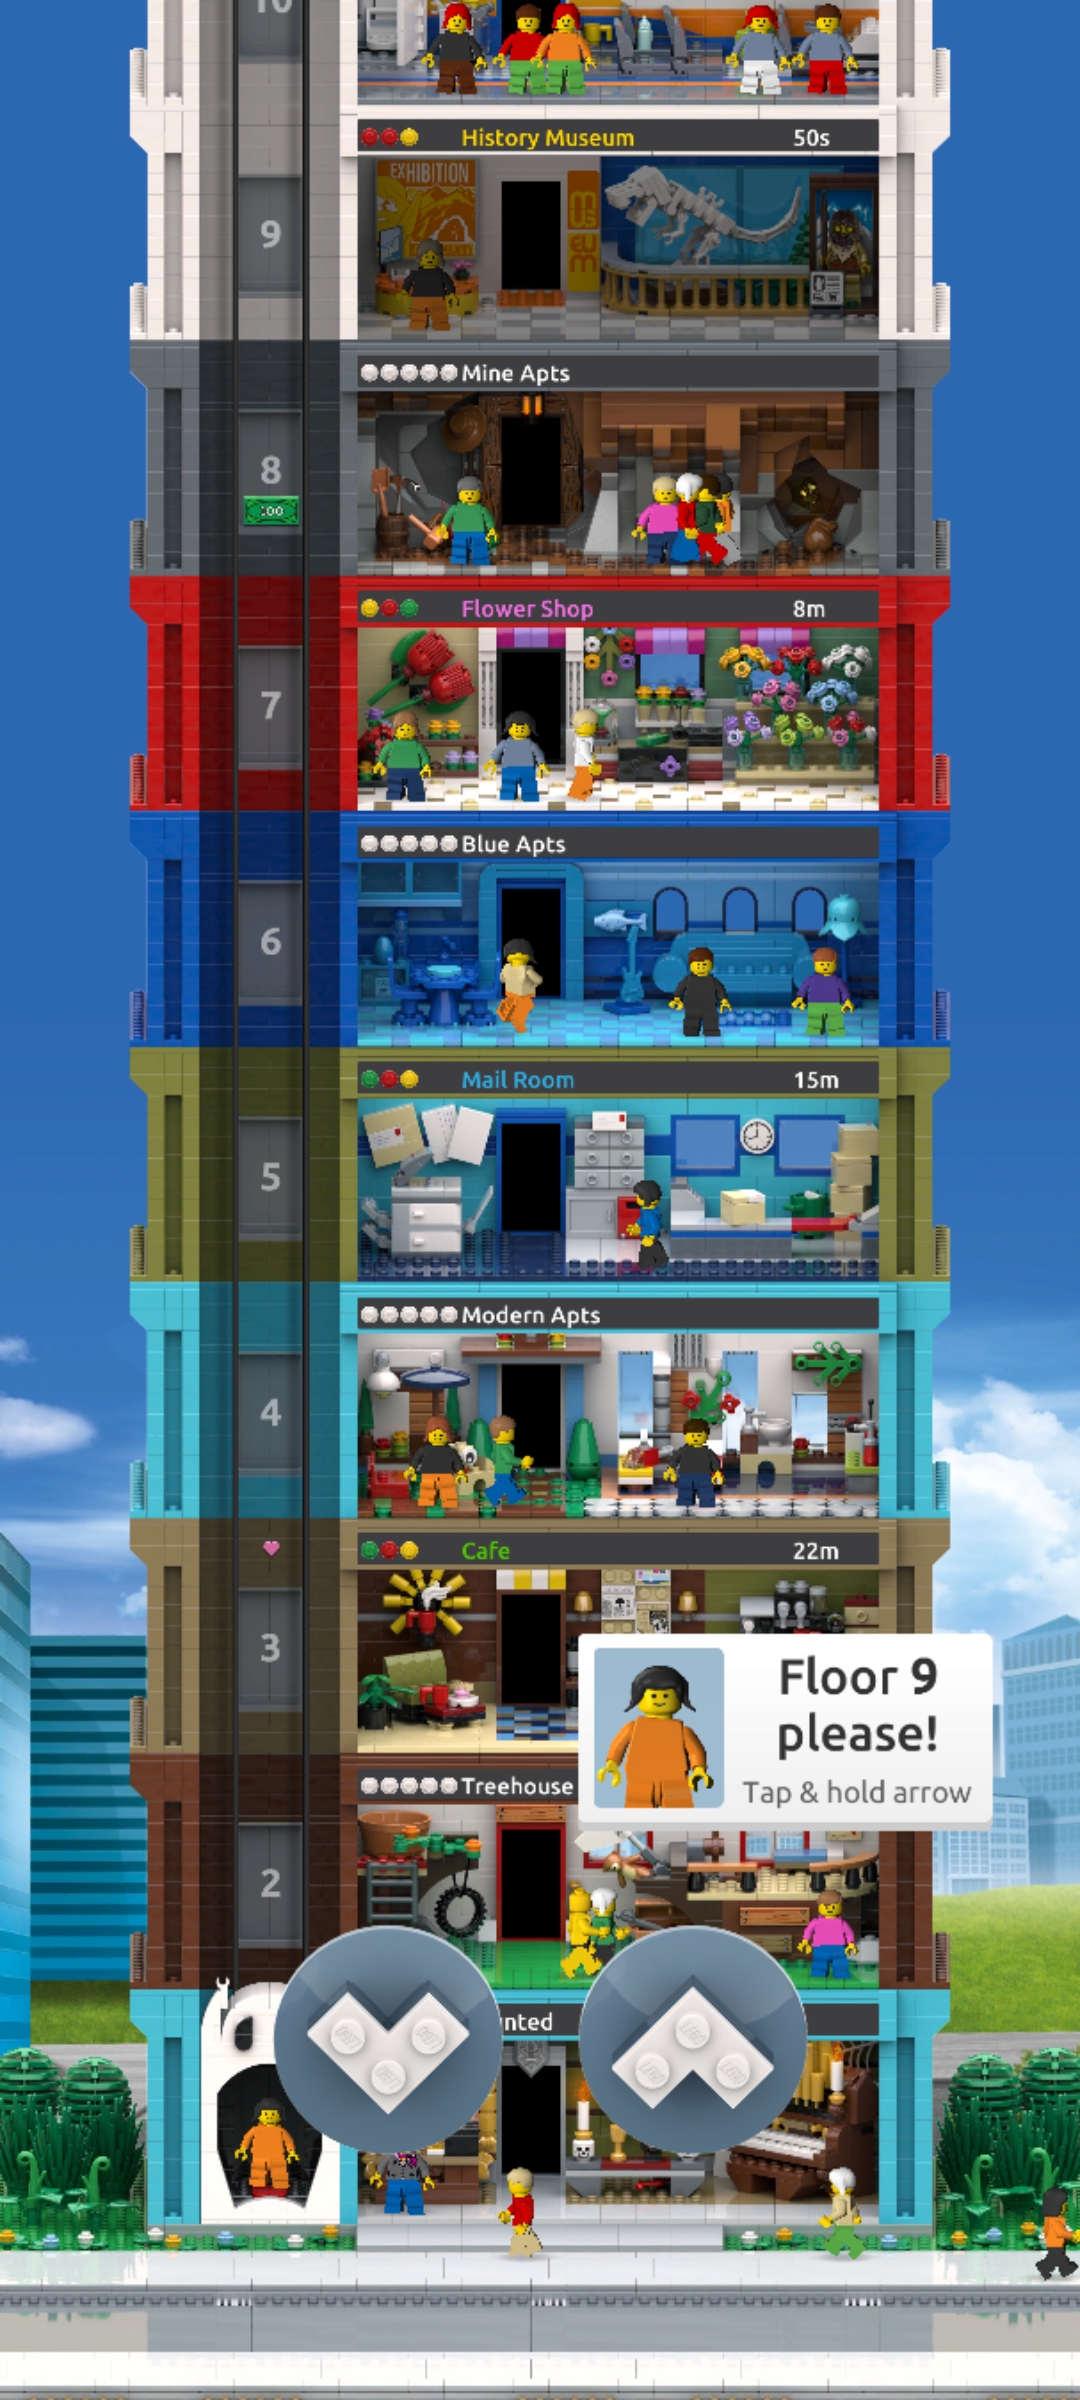 10
History Museum 50s
EXHIBITION
MUSEUM
9
Mine Apts
8
100
Flower Shop 8m
7
Blue Apts
6
Mail Room 15m
5
Modern Apts
4
Cafe 22m
3
Floor 9
please!
Tap & hold arrow
Treehouse
2
nted